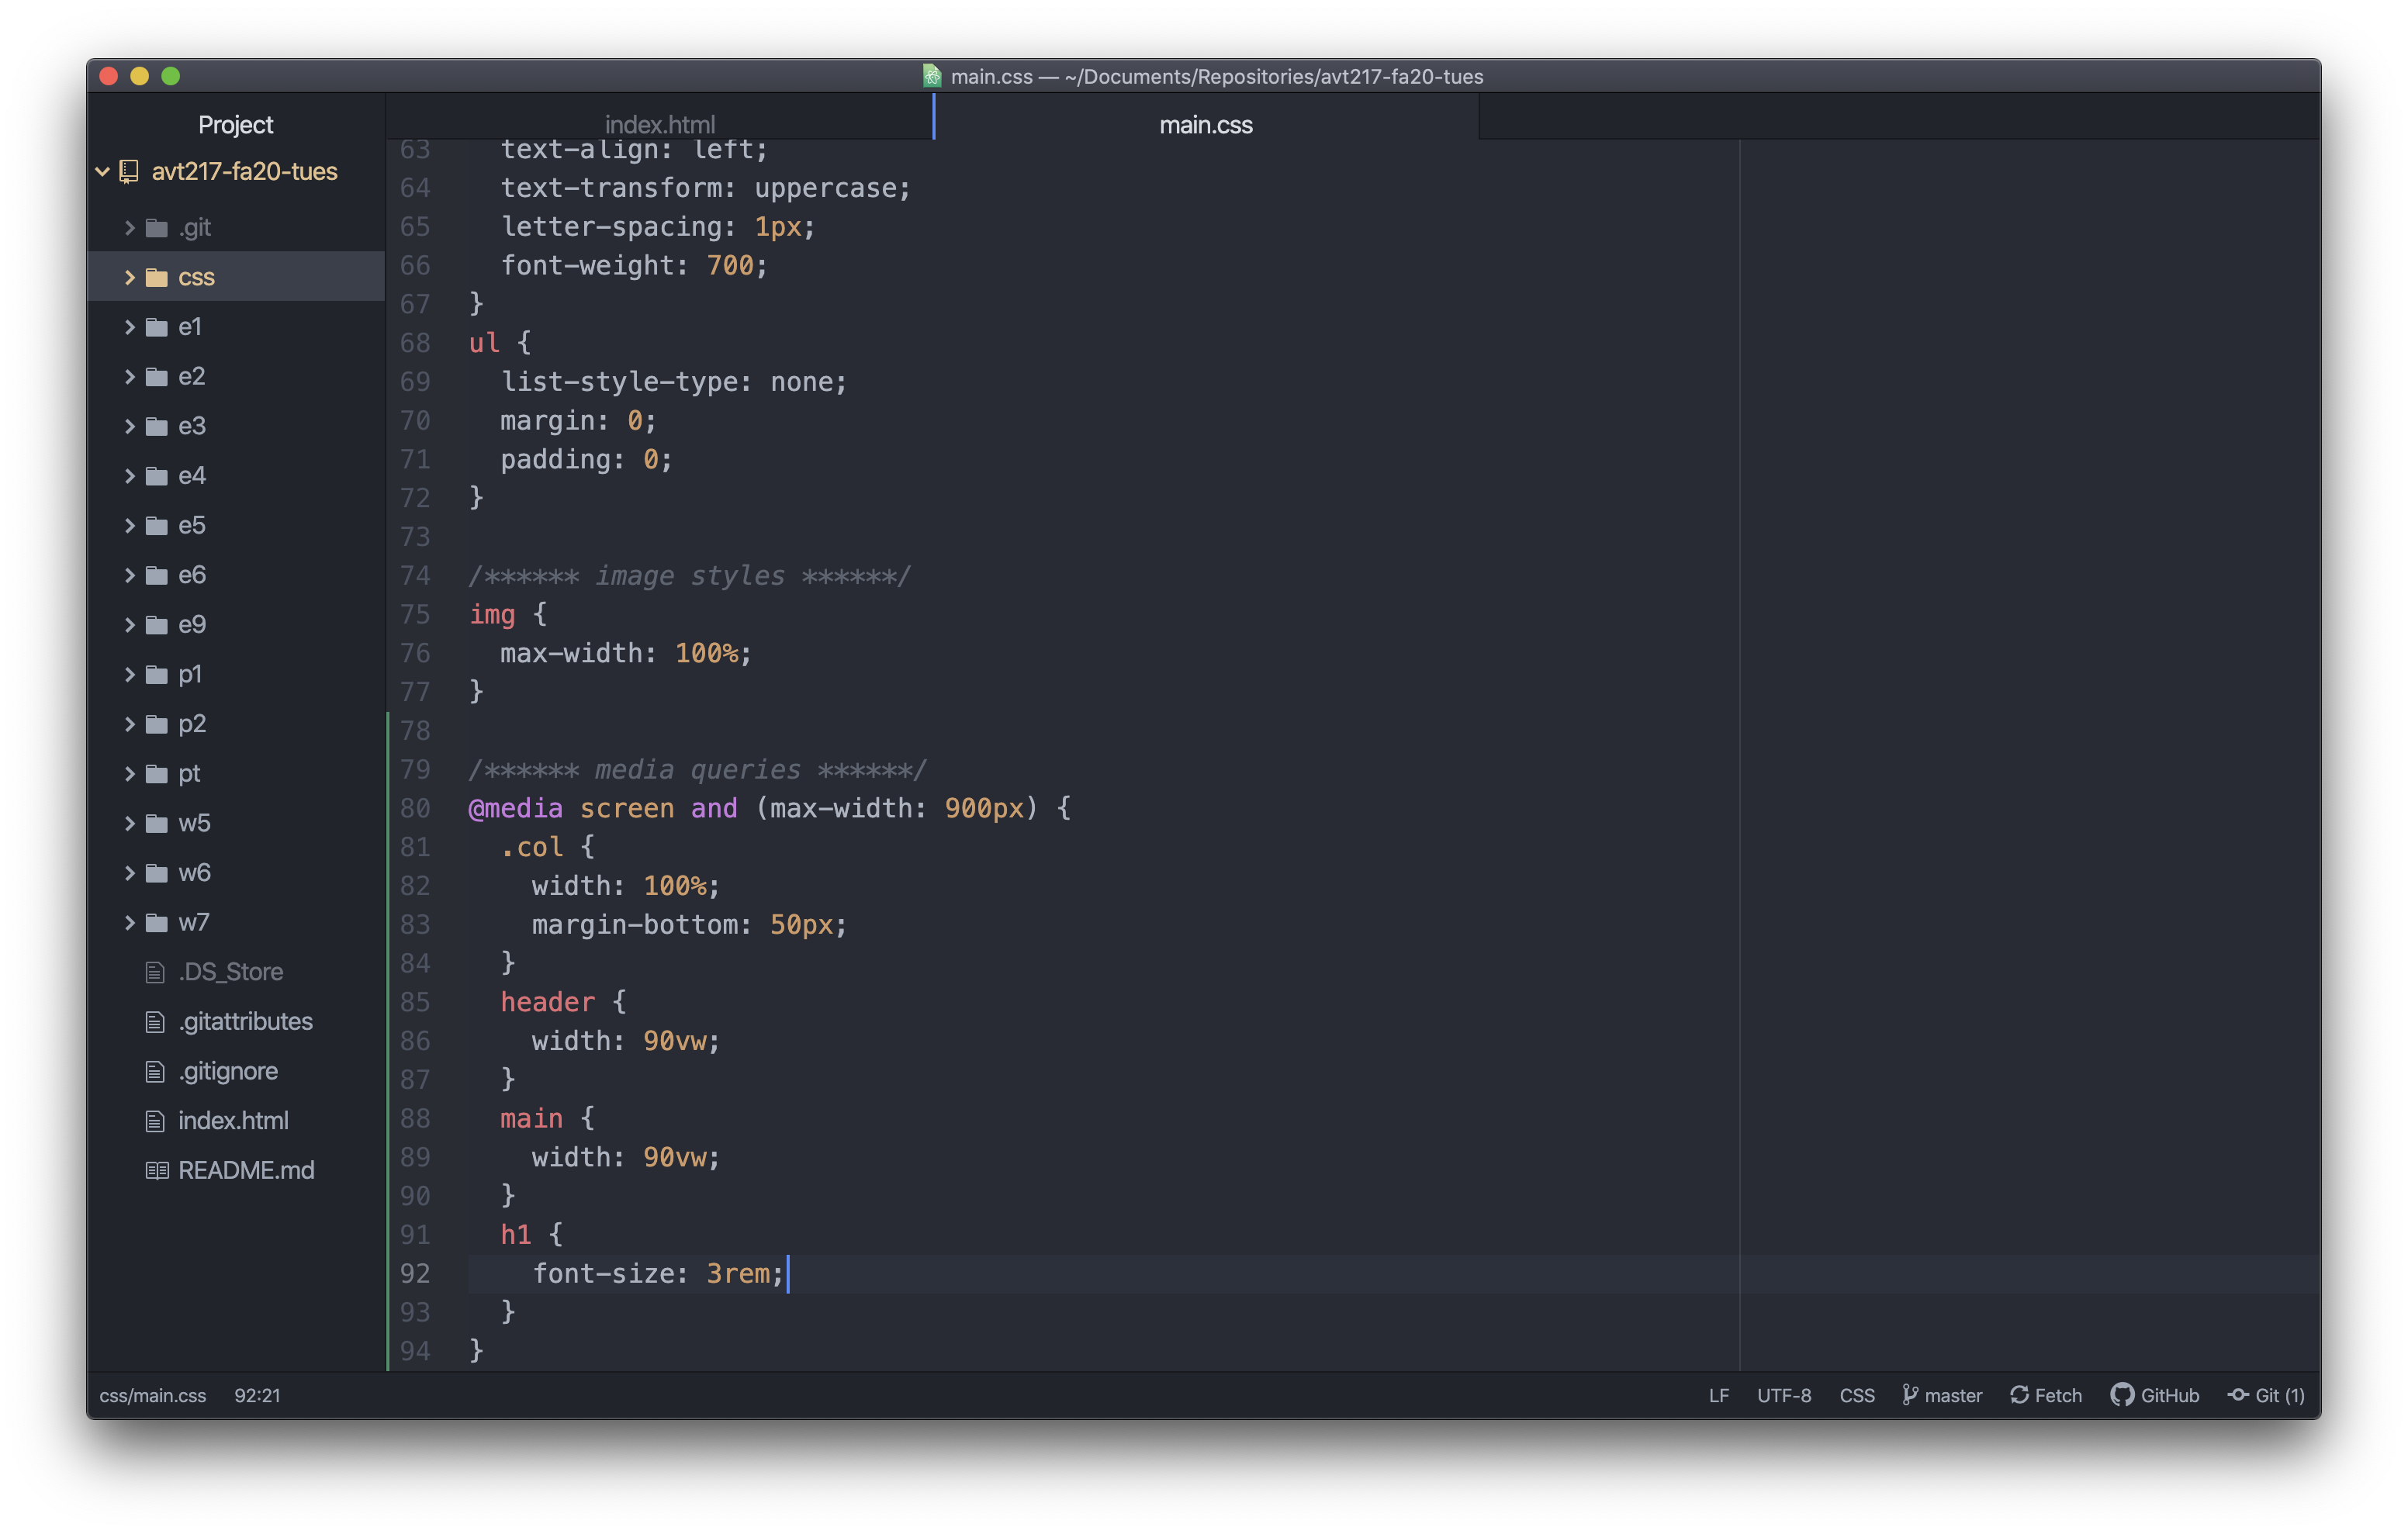 main.css — ~/Documents/Repositories/avt217-fa20-tues
Project
avt217-fa20-tues
.git
css
e1
e2
e3
e4
e5
e6
e9
p1
p2
pt
w5
w6
w7
.DS_Store
.gitattributes
.gitignore
index.html
README.md
index.html
main.css
63 text-align: left;
64 text-transform: uppercase;
65 letter-spacing: 1px;
66 font-weight: 700;
67 }
68 ul {
69 list-style-type: none;
70 margin: 0;
71 padding: 0;
72 }
73
74 /****** image styles ******/
75 img {
76 max-width: 100%;
77 }
78
79 /****** media queries ******/
80 @media screen and (max-width: 900px) {
81 .col {
82 width: 100%;
83 margin-bottom: 50px;
84 }
85 header {
86 width: 90vw;
87 }
88 main {
89 width: 90vw;
90 }
91 h1 {
92 font-size: 3rem;
93 }
94 }
css/main.css 92:21 LF UTF-8 CSS master Fetch GitHub Git (1)